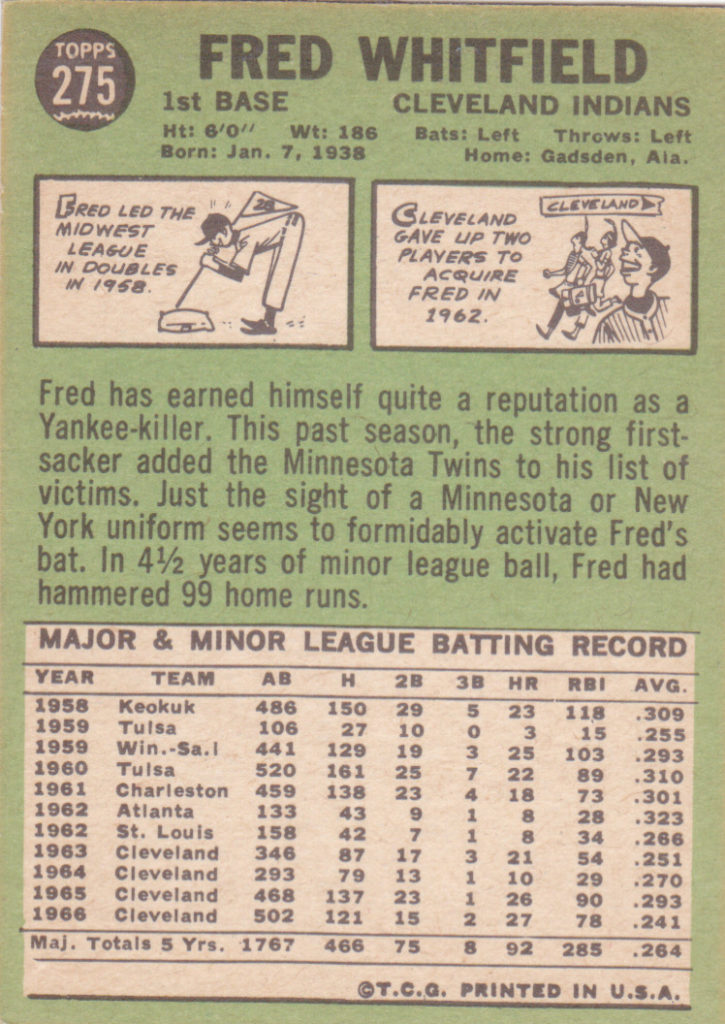 TOPPS
275
FRED WHITFIELD
1st BASE CLEVELAND INDIANS
Ht: 6'0" Wt: 186 Bats: Left Throws: Left
Born: Jan. 7, 1938 Home: Gadsden, Ala.
FRED LED THE
MIDWEST
LEAGUE
IN DOUBLES
IN 1958.
28
CLEVELAND
GAVE UP TWO
PLAYERS TO
ACQUIRE
FRED IN
1962.
CLEVELAND
Fred has earned himself quite a reputation as a
Yankee-killer. This past season, the strong first-
sacker added the Minnesota Twins to his list of
victims. Just the sight of a Minnesota or New
York uniform seems to formidably activate Fred's
bat. In 4½ years of minor league ball, Fred had
hammered 99 home runs.
MAJOR & MINOR LEAGUE BATTING RECORD
YEAR TEAM AB H 2B 3B HR RBI AVG.
1958 Keokuk 486 150 29 5 23 118 .309
1959 Tulsa 106 27 10 0 3 15 .255
1959 Win.-Sa.l 441 129 19 3 25 103 .293
1960 Tulsa 520 161 25 7 22 89 .310
1961 Charleston 459 138 23 4 18 73 .301
1962 Atlanta 133 43 9 1 8 28 .323
1962 St. Louis 158 42 7 1 8 34 .266
1963 Cleveland 346 87 17 3 21 54 .251
1964 Cleveland 293 79 13 1 10 29 .270
1965 Cleveland 468 137 23 1 26 90 .293
1966 Cleveland 502 121 15 2 27 78 .241
Maj. Totals 5 Yrs. 1767 466 75 8 92 285 .264
©T.C.G. PRINTED IN U.S.A.